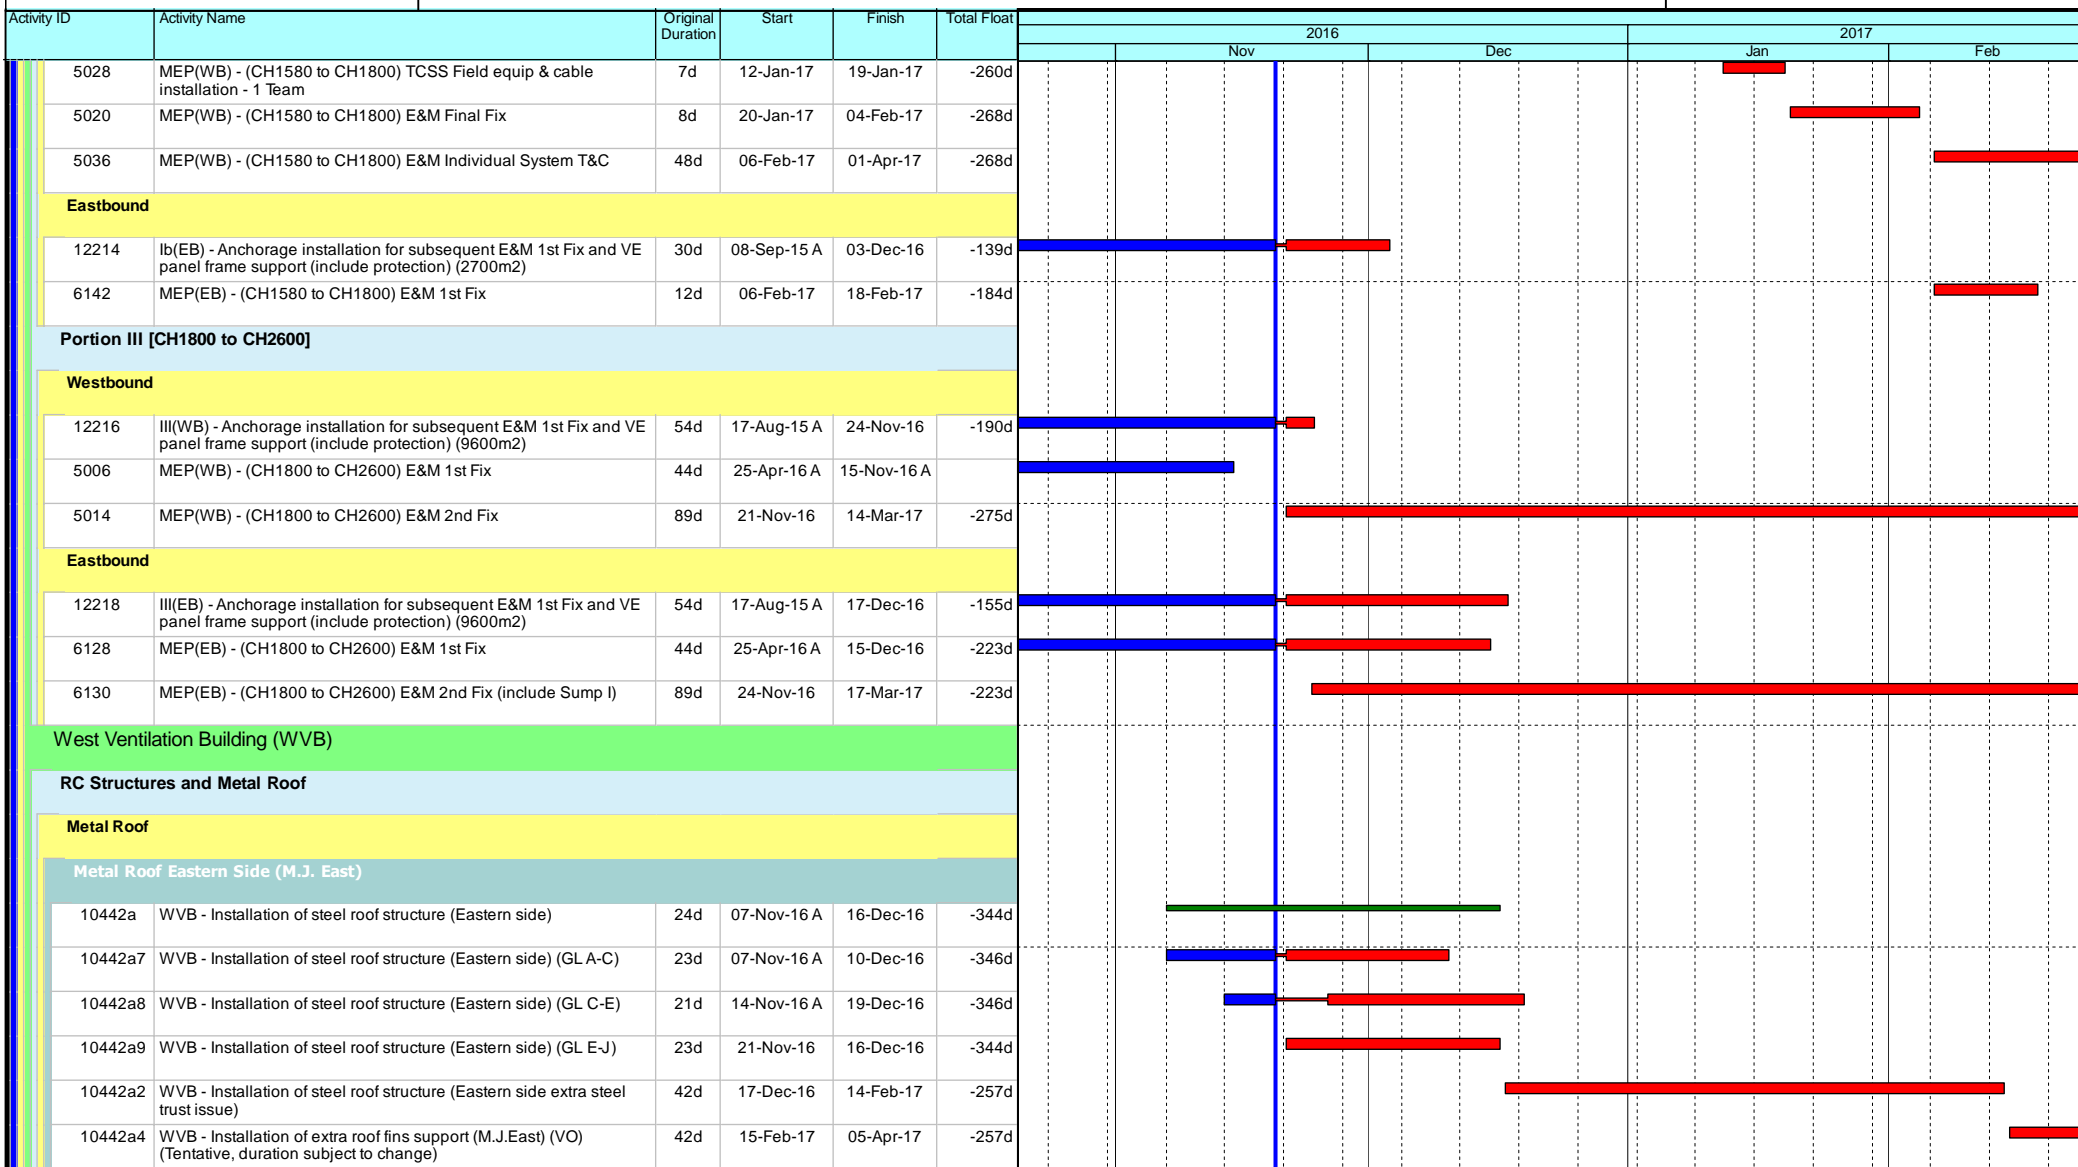 Activity ID Activity Name Original Start Finish Total Float
Duration
2016 2017
Nov Dec Jan Feb
5028 MEP(WB) - (CH1580 to CH1800) TCSS Field equip & cable 7d 12-Jan-17 19-Jan-17 -260d
installation - 1 Team
5020 MEP(WB) - (CH1580 to CH1800) E&M Final Fix 8d 20-Jan-17 04-Feb-17 -268d
5036 MEP(WB) - (CH1580 to CH1800) E&M Individual System T&C 48d 06-Feb-17 01-Apr-17 -268d
Eastbound
12214 Ib(EB) - Anchorage installation for subsequent E&M 1st Fix and VE 30d 08-Sep-15 A 03-Dec-16 -139d
panel frame support (include protection) (2700m2)
6142 MEP(EB) - (CH1580 to CH1800) E&M 1st Fix 12d 06-Feb-17 18-Feb-17 -184d
Portion III [CH1800 to CH2600]
Westbound
12216 III(WB) - Anchorage installation for subsequent E&M 1st Fix and VE 54d 17-Aug-15 A 24-Nov-16 -190d
panel frame support (include protection) (9600m2)
5006 MEP(WB) - (CH1800 to CH2600) E&M 1st Fix 44d 25-Apr-16 A 15-Nov-16 A
5014 MEP(WB) - (CH1800 to CH2600) E&M 2nd Fix 89d 21-Nov-16 14-Mar-17 -275d
Eastbound
12218 III(EB) - Anchorage installation for subsequent E&M 1st Fix and VE 54d 17-Aug-15 A 17-Dec-16 -155d
panel frame support (include protection) (9600m2)
6128 MEP(EB) - (CH1800 to CH2600) E&M 1st Fix 44d 25-Apr-16 A 15-Dec-16 -223d
6130 MEP(EB) - (CH1800 to CH2600) E&M 2nd Fix (include Sump I) 89d 24-Nov-16 17-Mar-17 -223d
West Ventilation Building (WVB)
RC Structures and Metal Roof
Metal Roof
Metal Roof Eastern Side (M.J. East)
10442a WVB - Installation of steel roof structure (Eastern side) 24d 07-Nov-16 A 16-Dec-16 -344d
10442a7 WVB - Installation of steel roof structure (Eastern side) (GL A-C) 23d 07-Nov-16 A 10-Dec-16 -346d
10442a8 WVB - Installation of steel roof structure (Eastern side) (GL C-E) 21d 14-Nov-16 A 19-Dec-16 -346d
10442a9 WVB - Installation of steel roof structure (Eastern side) (GL E-J) 23d 21-Nov-16 16-Dec-16 -344d
10442a2 WVB - Installation of steel roof structure (Eastern side extra steel 42d 17-Dec-16 14-Feb-17 -257d
trust issue)
10442a4 WVB - Installation of extra roof fins support (M.J.East) (VO) 42d 15-Feb-17 05-Apr-17 -257d
(Tentative, duration subject to change)